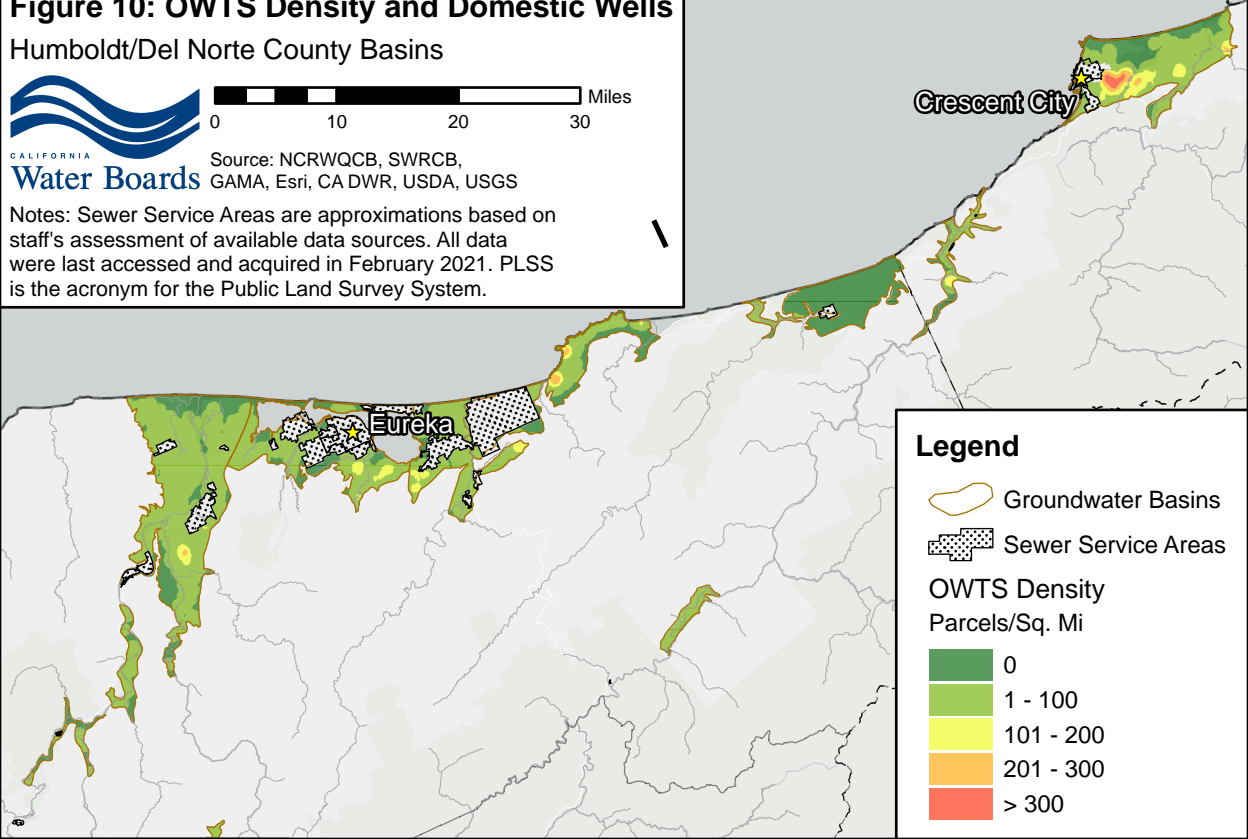 Figure 10: OWTS Density and Domestic Wells
Humboldt/Del Norte County Basins
Miles
0 10 20 30
CALIFORNIA
Water Boards
Source: NCRWQCB, SWRCB,
GAMA, Esri, CA DWR, USDA, USGS
Notes: Sewer Service Areas are approximations based on
staff's assessment of available data sources. All data
were last accessed and acquired in February 2021. PLSS
is the acronym for the Public Land Survey System.
Crescent City
Eureka
Legend
Groundwater Basins
Sewer Service Areas
OWTS Density
Parcels/Sq. Mi
0
1 - 100
101 - 200
201 - 300
> 300